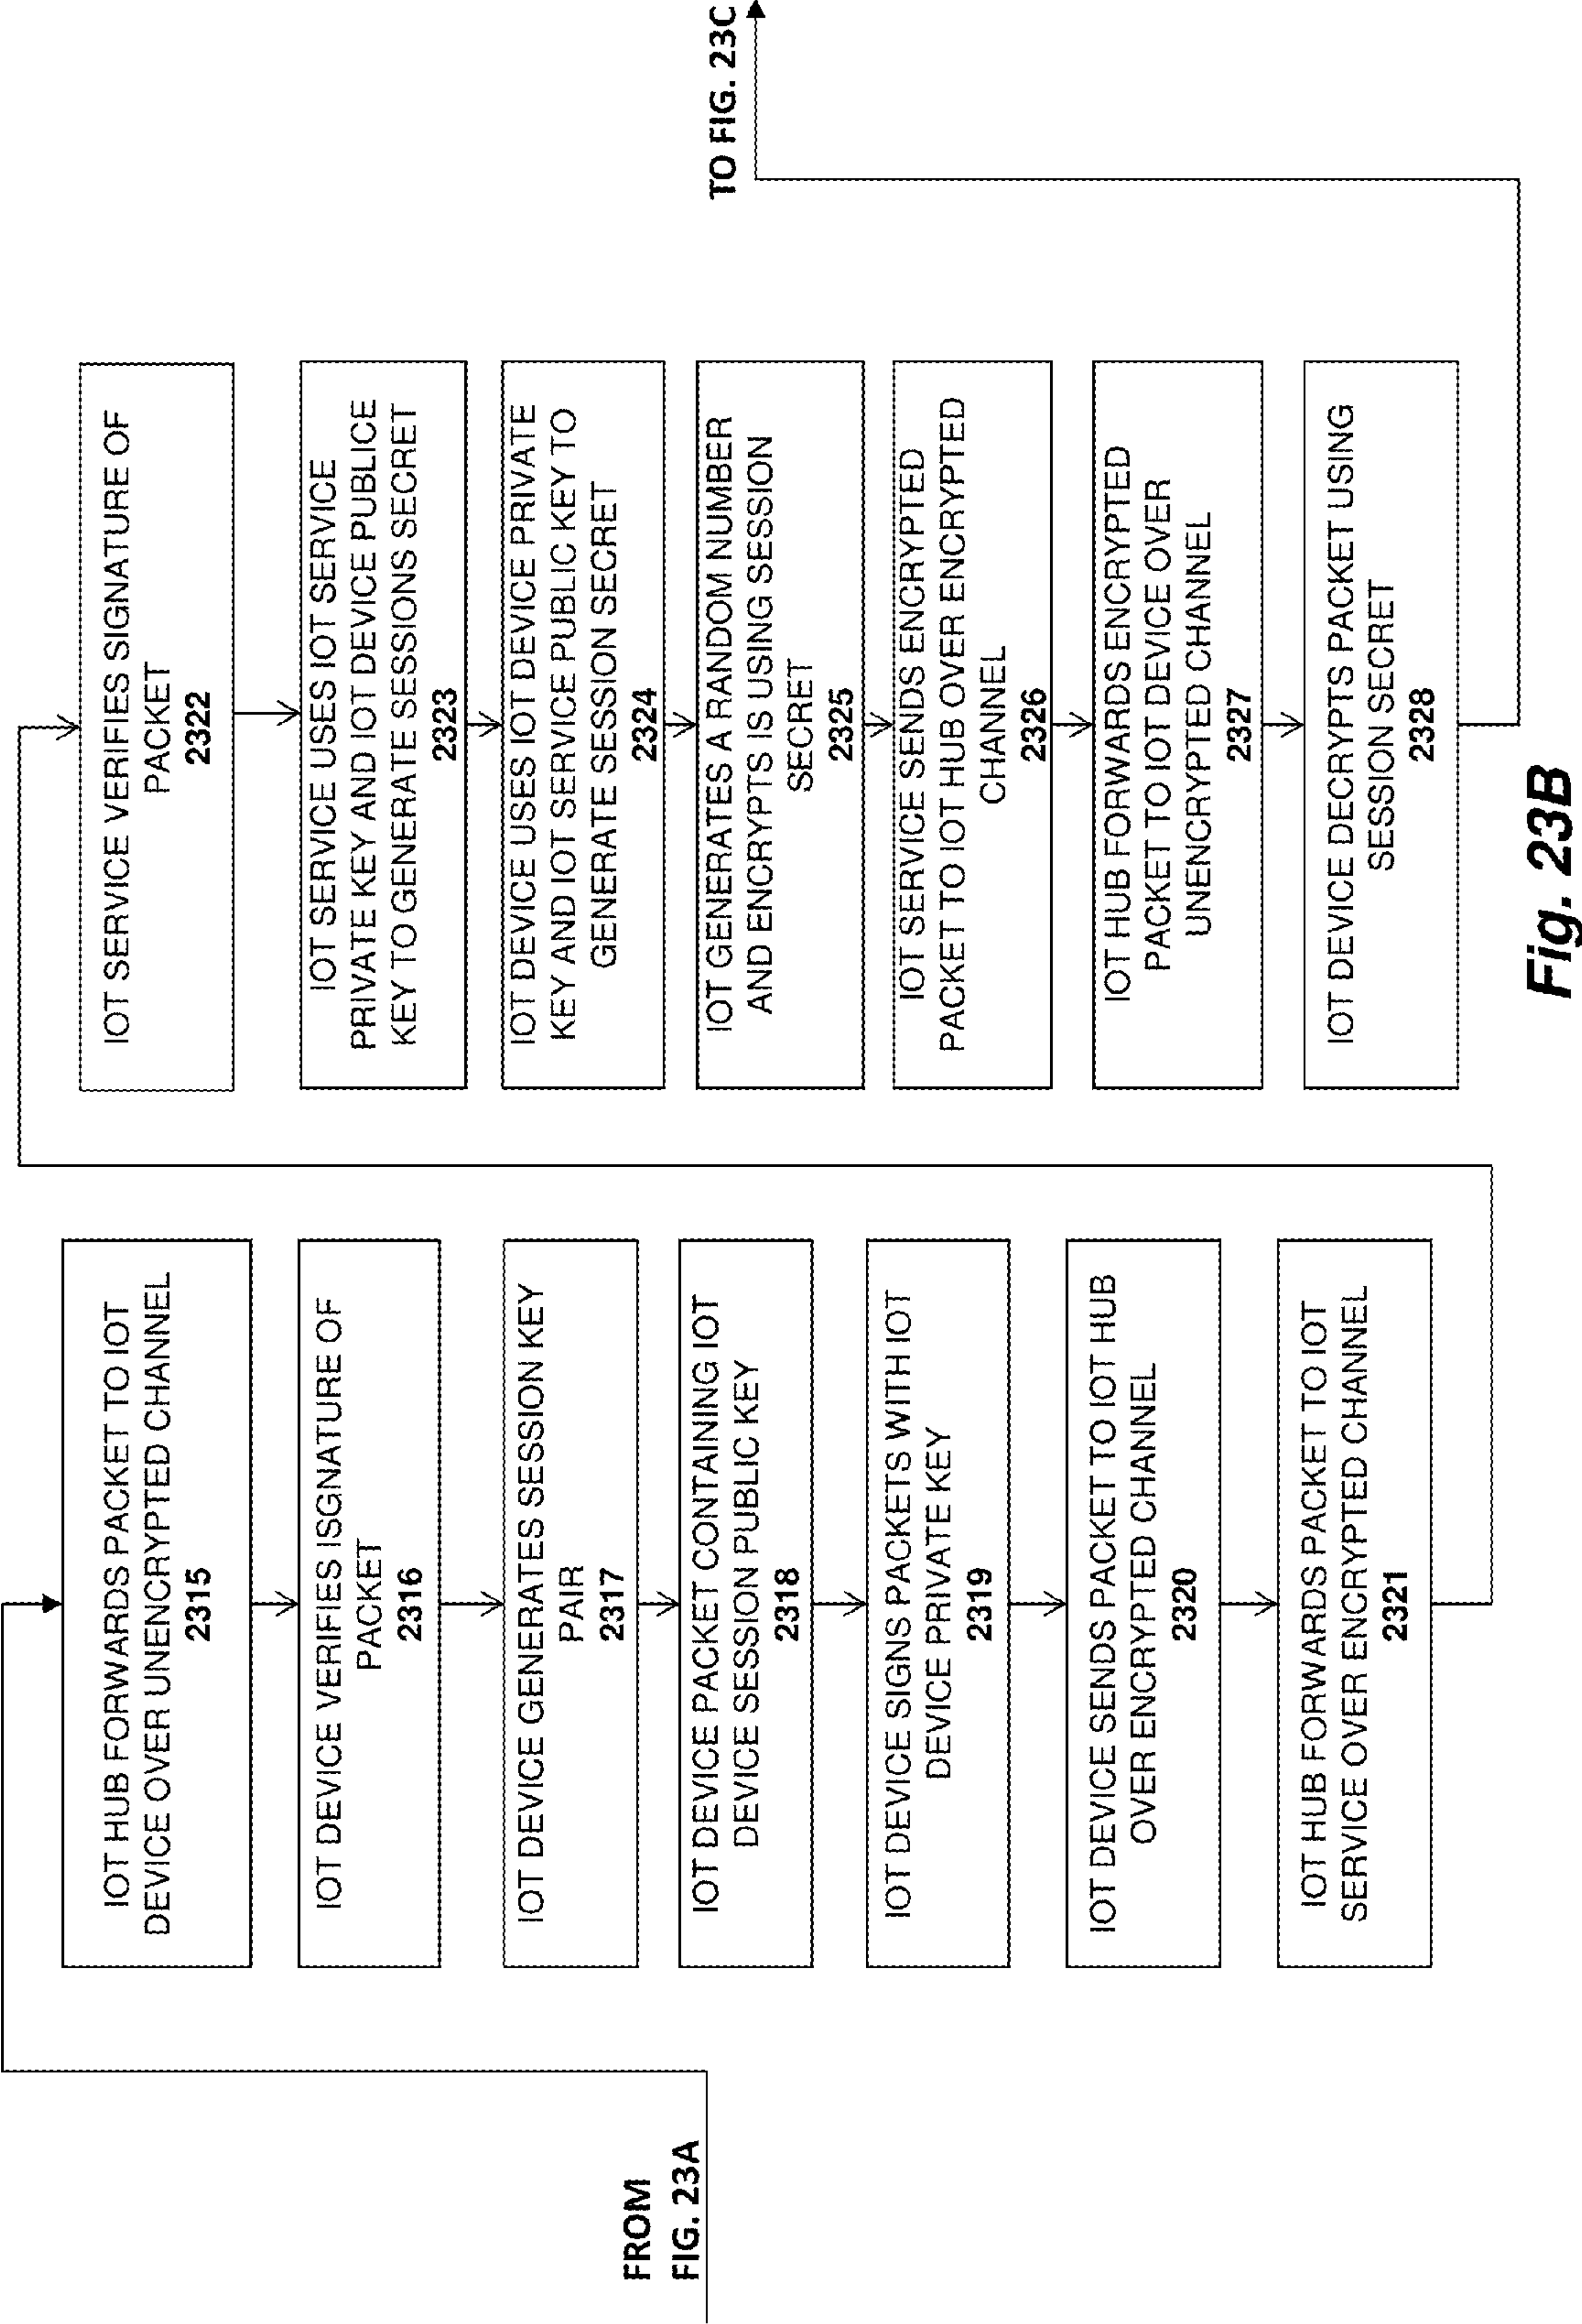 FROM
FIG. 23A
IOT HUB FORWARDS PACKET TO IOT
DEVICE OVER UNENCRYPTED CHANNEL
2315
IOT DEVICE VERIFIES ISGNATURE OF
PACKET
2316
IOT DEVICE GENERATES SESSION KEY
PAIR
2317
IOT DEVICE PACKET CONTAINING IOT
DEVICE SESSION PUBLIC KEY
2318
IOT DEVICE SIGNS PACKETS WITH IOT
DEVICE PRIVATE KEY
2319
IOT DEVICE SENDS PACKET TO IOT HUB
OVER ENCRYPTED CHANNEL
2320
IOT HUB FORWARDS PACKET TO IOT
SERVICE OVER ENCRYPTED CHANNEL
2321
IOT SERVICE VERIFIES SIGNATURE OF
PACKET
2322
IOT SERVICE USES IOT SERVICE
PRIVATE KEY AND IOT DEVICE PUBLICE
KEY TO GENERATE SESSIONS SECRET
2323
IOT DEVICE USES IOT DEVICE PRIVATE
KEY AND IOT SERVICE PUBLIC KEY TO
GENERATE SESSION SECRET
2324
IOT GENERATES A RANDOM NUMBER
AND ENCRYPTS IS USING SESSION
SECRET
2325
IOT SERVICE SENDS ENCRYPTED
PACKET TO IOT HUB OVER ENCRYPTED
CHANNEL
2326
IOT HUB FORWARDS ENCRYPTED
PACKET TO IOT DEVICE OVER
UNENCRYPTED CHANNEL
2327
IOT DEVICE DECRYPTS PACKET USING
SESSION SECRET
2328
TO FIG. 23C
Fig. 23B